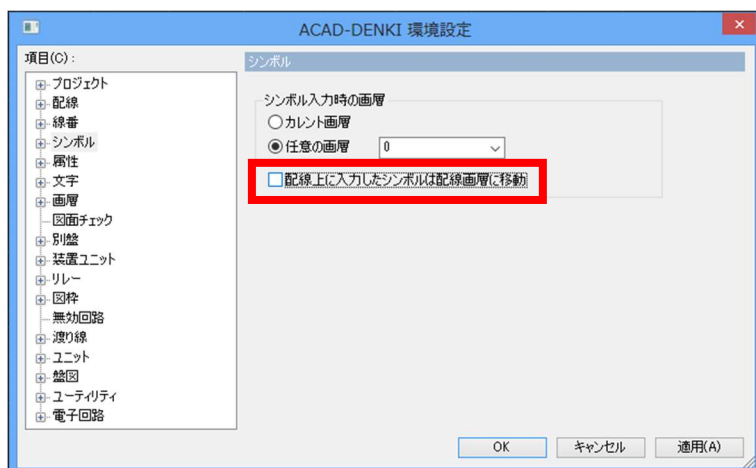 ACAD-DENKI 環境設定
項目(C):
プロジェクト
配線
線番
シンボル
属性
文字
画層
図面チェック
別盤
装置ユニット
リレー
図枠
無効回路
渡り線
ユニット
盤図
ユーティリティ
電子回路
シンボル
シンボル入力時の画層
カレント画層
任意の画層 0
配線上に入力したシンボルは配線画層に移動
OK キャンセル 適用(A)